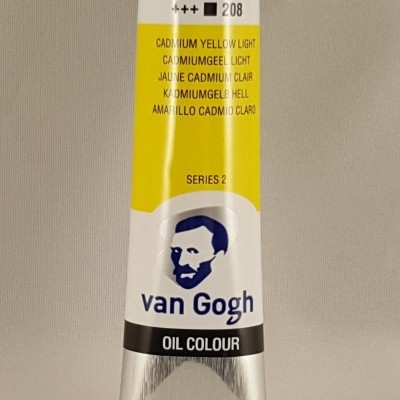 +++ ■ 208
CADMIUM YELLOW LIGHT
CADMIUMGEEL LICHT
JAUNE CADMIUM CLAIR
KADMIUMGELB HELL
AMARILLO CADMIO CLARO
SERIES 2
van Gogh
OIL COLOUR